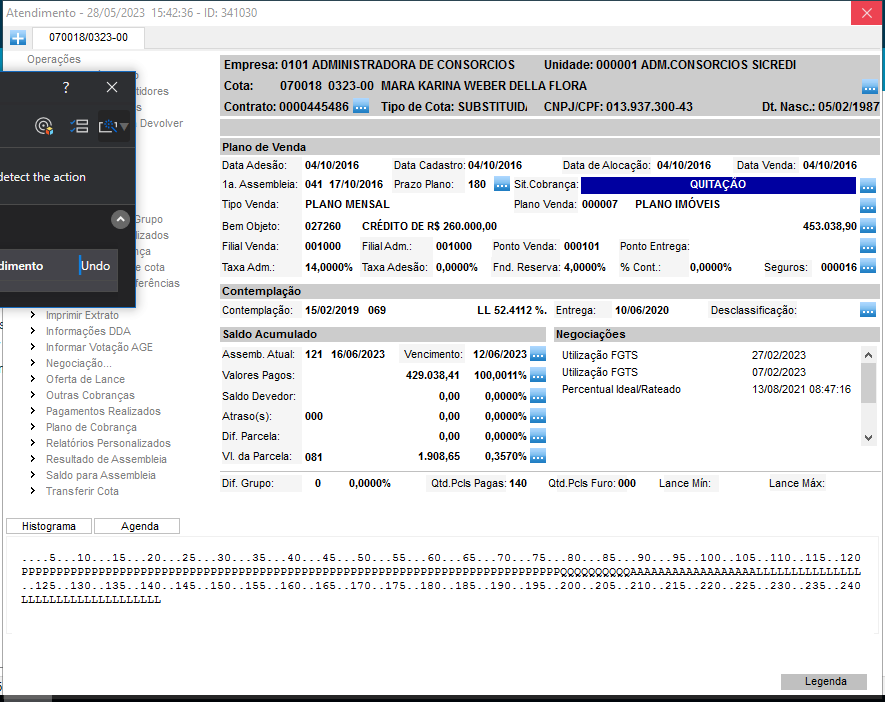 Atendimento - 28/05/2023 15:42:36 - ID: 341030
070018/0323-00
Operações
tidores
Devolver
?
detect the action
dimento Undo
Grupo
lizados
nça
e cota
ferências
Imprimir Extrato
Informações DDA
Informar Votação AGE
Negociação...
Oferta de Lance
Outras Cobranças
Pagamentos Realizados
Plano de Cobrança
Relatórios Personalizados
Resultado de Assembleia
Saldo para Assembleia
Transferir Cota
Empresa: 0101 ADMINISTRADORA DE CONSORCIOS Unidade: 000001 ADM.CONSORCIOS SICREDI
Cota: 070018 0323-00 MARA KARINA WEBER DELLA FLORA
Contrato: 0000445486 Tipo de Cota: SUBSTITUID CNPJ/CPF: 013.937.300-43 Dt. Nasc.: 05/02/1987
Plano de Venda
Data Adesão: 04/10/2016 Data Cadastro: 04/10/2016 Data de Alocação: 04/10/2016 Data Venda: 04/10/2016
1a. Assembleia: 041 17/10/2016 Prazo Plano: 180 Sit.Cobrança: QUITAÇÃO
Tipo Venda: PLANO MENSAL Plano Venda: 000007 PLANO IMÓVEIS
Bem Objeto: 027260 CRÉDITO DE R$ 260.000,00 453.038,90
Filial Venda: 001000 Filial Adm.: 001000 Ponto Venda: 000101 Ponto Entrega:
Taxa Adm.: 14,0000% Taxa Adesão: 0,0000% Fnd. Reserva: 4,0000% % Cont.: 0,0000% Seguros: 000016
Contemplação
Contemplação: 15/02/2019 069 LL 52.4112 %. Entrega: 10/06/2020 Desclassificação:
Saldo Acumulado
Assemb. Atual: 121 16/06/2023 Vencimento: 12/06/2023
Valores Pagos: 429.038,41 100,0011%
Saldo Devedor: 0,00 0,0000%
Atraso(s): 000 0,00 0,0000%
Dif. Parcela: 0,00 0,0000%
Vl. da Parcela: 081 1.908,65 0,3570%
Negociações
Utilização FGTS 27/02/2023
Utilização FGTS 07/02/2023
Percentual Ideal/Rateado 13/08/2021 08:47:16
Dif. Grupo: 0 0,0000% Qtd.Pcls Pagas: 140 Qtd.Pcls Furo: 000 Lance Mín: Lance Máx:
Histograma Agenda
....5...10...15...20...25...30...35...40...45...50...55...60...65...70...75...80...85...90...95..100..105..110..115..120
PPPPPPPPPPPPPPPPPPPPPPPPPPPPPPPPPPPPPPPPPPPPPPPPPPPPPPPPPPPPPPPPPPPPPPPPPPPPPQQQQQQQQQQAAAAAAAAAAAAAAAAAALLLLLLLLLLLLLLL
..125..130..135..140..145..150..155..160..165..170..175..180..185..190..195..200..205..210..215..220..225..230..235..240
LLLLLLLLLLLLLLLLLLLL
Legenda